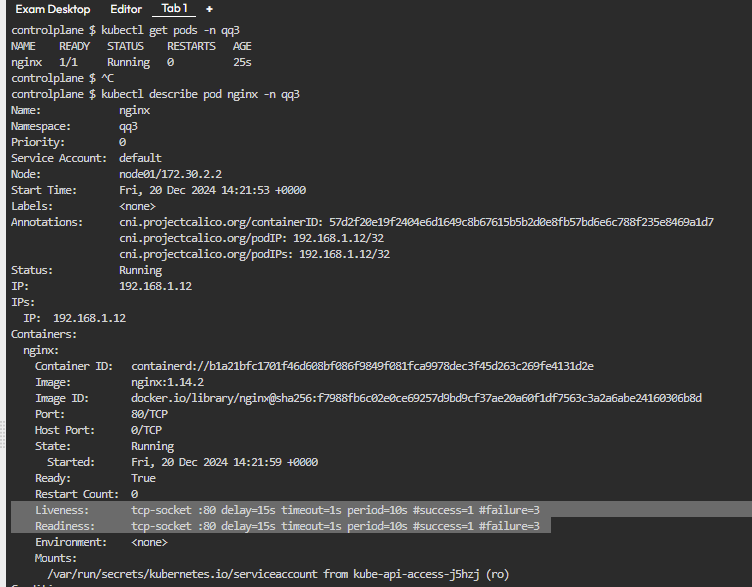 Exam Desktop Editor Tab 1 +
controlplane $ kubectl get pods -n qq3
NAME READY STATUS RESTARTS AGE
nginx 1/1 Running 0 25s
controlplane $ ^C
controlplane $ kubectl describe pod nginx -n qq3
Name: nginx
Namespace: qq3
Priority: 0
Service Account: default
Node: node01/172.30.2.2
Start Time: Fri, 20 Dec 2024 14:21:53 +0000
Labels: <none>
Annotations: cni.projectcalico.org/containerID: 57d2f20e19f2404e6d1649c8b67615b5b2d0e8fb57bd6e6c788f235e8469a1d7
cni.projectcalico.org/podIP: 192.168.1.12/32
cni.projectcalico.org/podIPs: 192.168.1.12/32
Status: Running
IP: 192.168.1.12
IPs:
IP: 192.168.1.12
Containers:
nginx:
Container ID: containerd://b1a21bfc1701f46d608bf086f9849f081fca9978dec3f45d263c269fe4131d2e
Image: nginx:1.14.2
Image ID: docker.io/library/nginx@sha256:f7988fb6c02e0ce69257d9bd9cf37ae20a60f1df7563c3a2a6abe24160306b8d
Port: 80/TCP
Host Port: 0/TCP
State: Running
Started: Fri, 20 Dec 2024 14:21:59 +0000
Ready: True
Restart Count: 0
Liveness: tcp-socket :80 delay=15s timeout=1s period=10s #success=1 #failure=3
Readiness: tcp-socket :80 delay=15s timeout=1s period=10s #success=1 #failure=3
Environment: <none>
Mounts:
/var/run/secrets/kubernetes.io/serviceaccount from kube-api-access-j5hzj (ro)